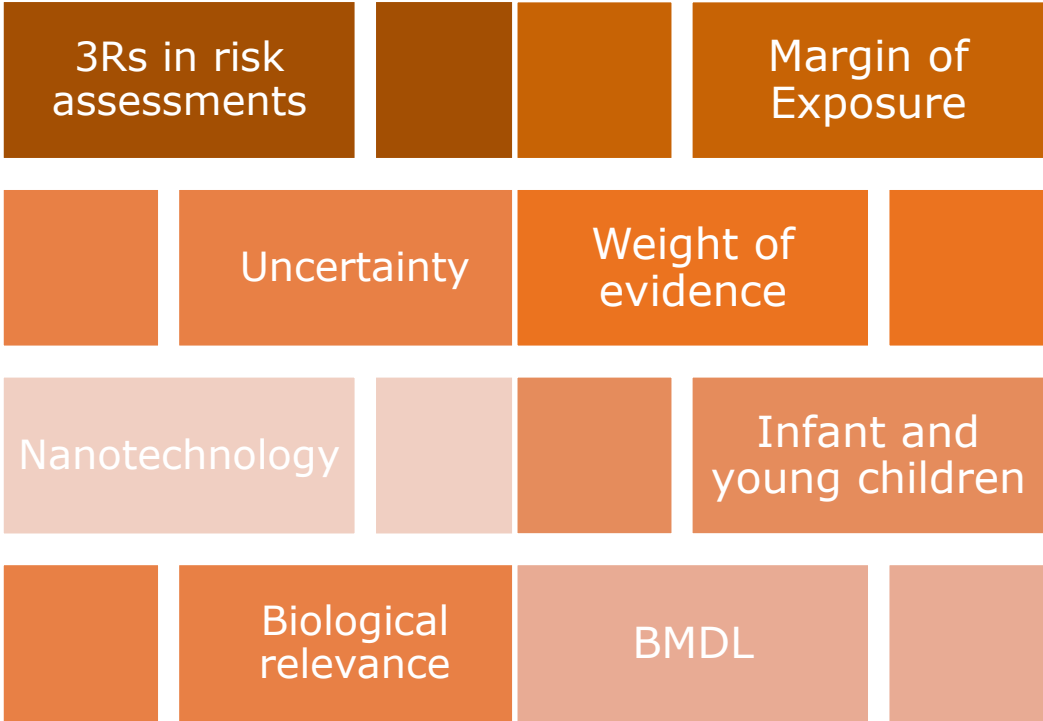 3Rs in risk
assessments
Margin of
Exposure
Uncertainty
Weight of
evidence
Nanotechnology
Infant and
young children
Biological
relevance
BMDL